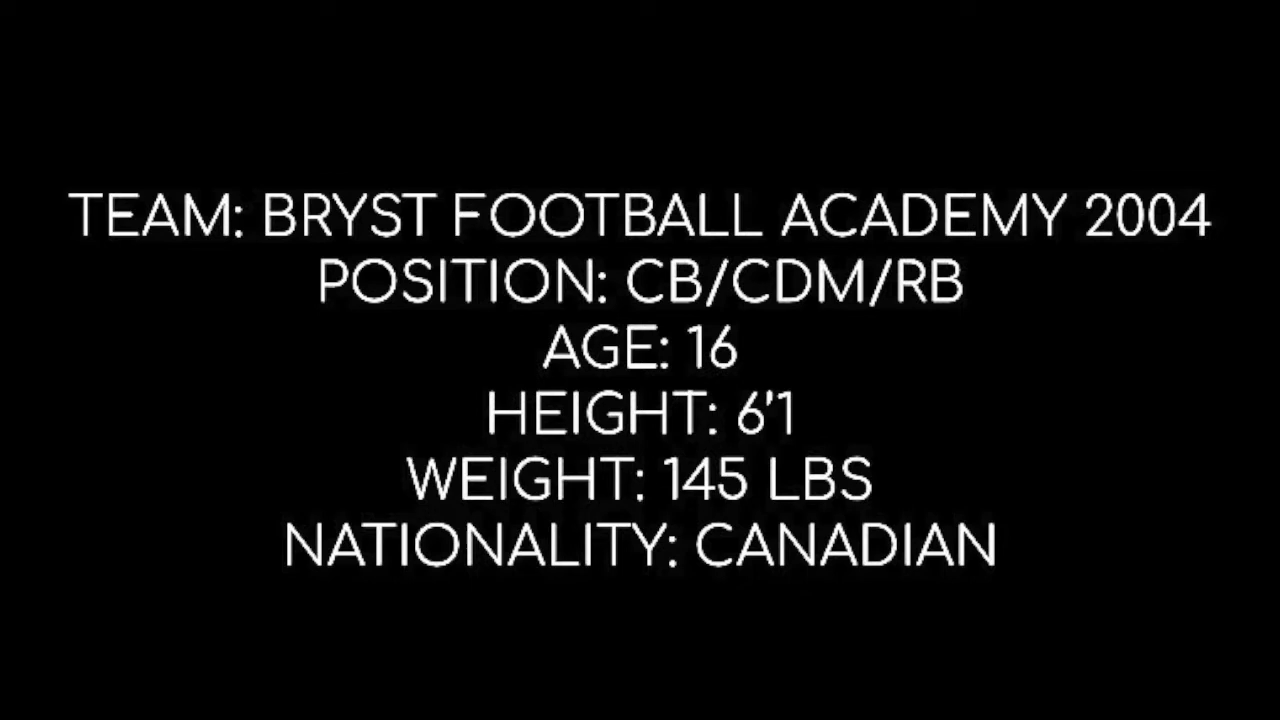 TEAM: BRYST FOOTBALL ACADEMY 2004
POSITION: CB/CDM/RB
AGE: 16
HEIGHT: 6'1
WEIGHT: 145 LBS
NATIONALITY: CANADIAN